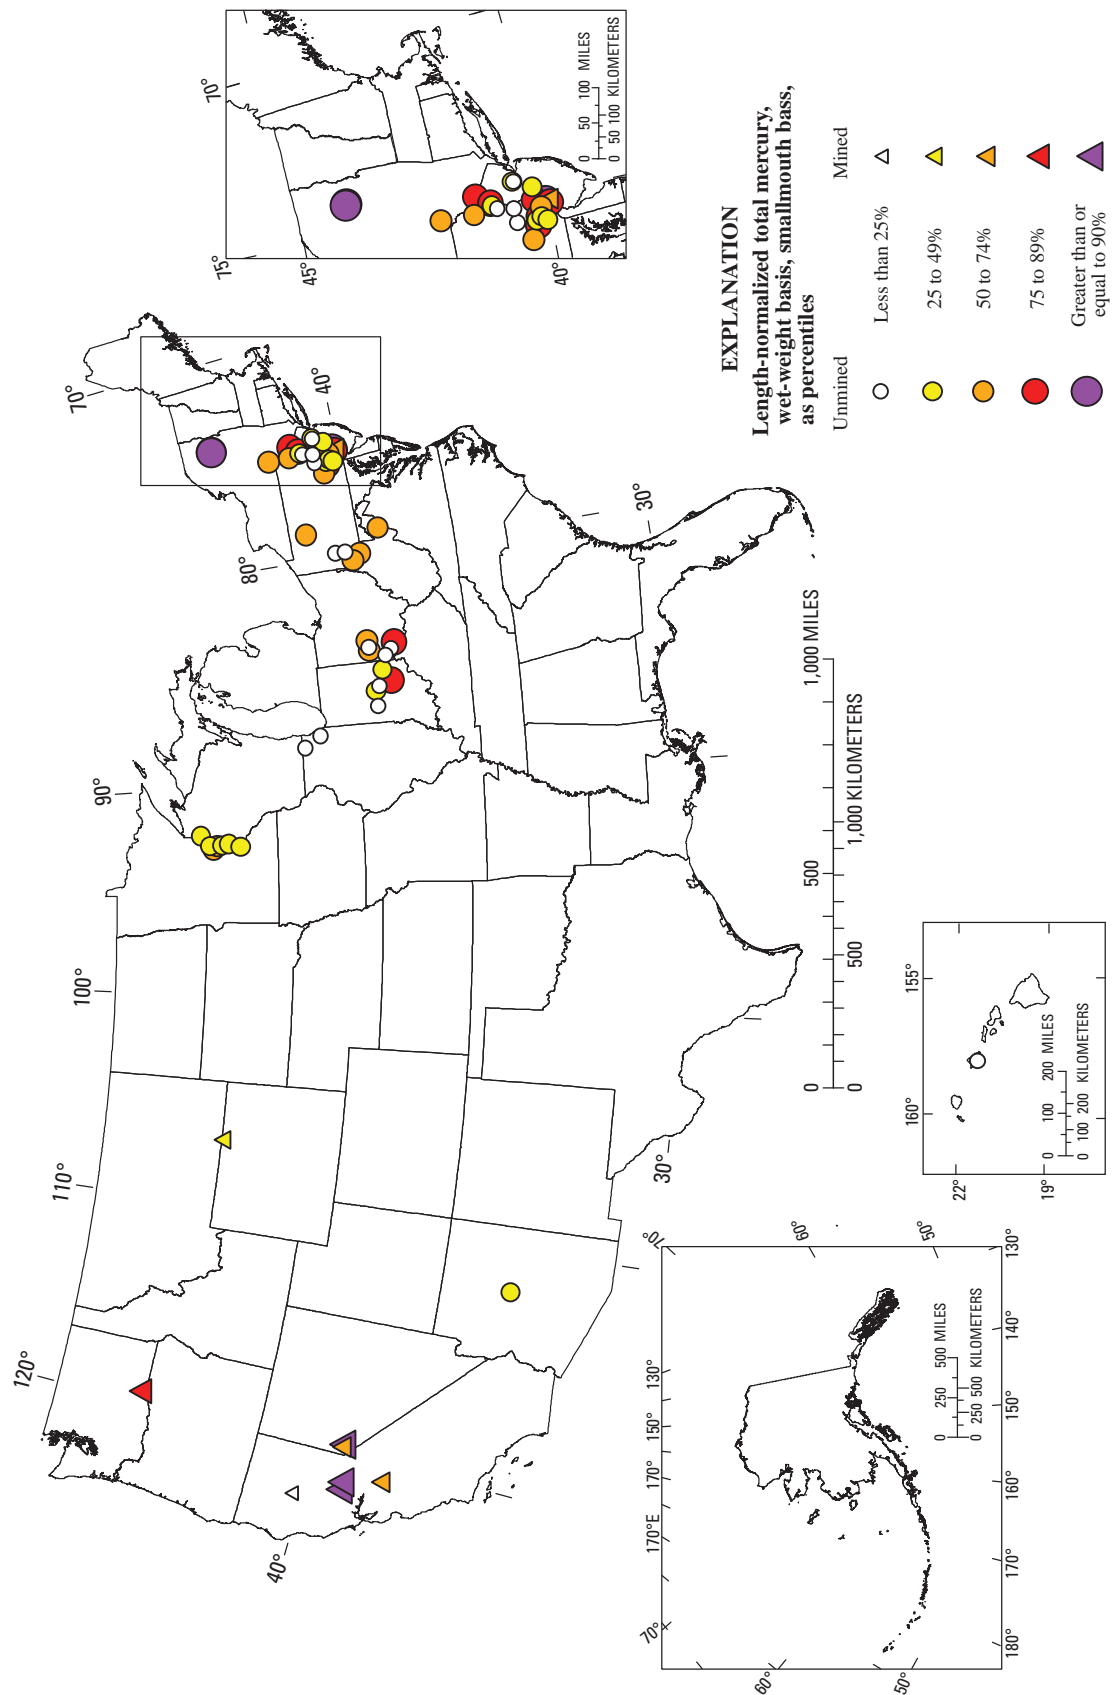 120°
110°
100°
90°
80°
70°
40°
30°
40°
30°
0 500 1,000 MILES
0 500 1,000 KILOMETERS
75°
70°
45°
40°
0 50 100 MILES
0 50 100 KILOMETERS
70°
60°
50°
70°
60°
50°
170°E
170°
150°
130°
180°
170°
160°
150°
140°
130°
0 250 500 MILES
0 250 500 KILOMETERS
160°
155°
22°
19°
0 100 200 MILES
0 100 200 KILOMETERS
EXPLANATION
Length-normalized total mercury,
wet-weight basis, smallmouth bass,
as percentiles
Unmined Mined
Less than 25%
25 to 49%
50 to 74%
75 to 89%
Greater than or
equal to 90%